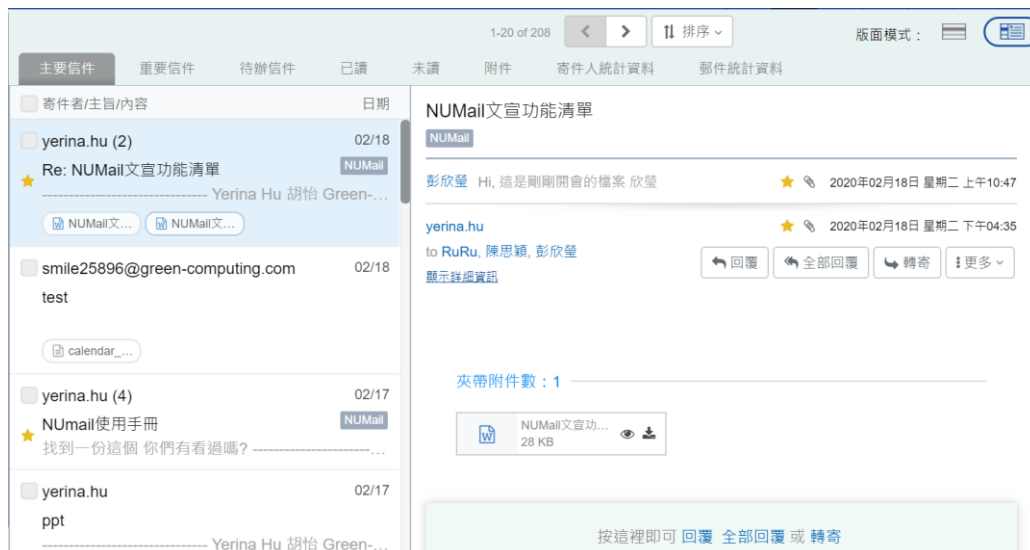 1-20 of 208
排序
版面模式：
主要信件 重要信件 待辦信件 已讀 未讀 附件 寄件人統計資料 郵件統計資料
寄件者/主旨/內容 日期
yerina.hu (2) 02/18
Re: NUMail文宣功能清單 NUMail
------------------------------ Yerina Hu 胡怡 Green-...
NUMail文... NUMail文...
smile25896@green-computing.com 02/18
test
calendar_...
yerina.hu (4) 02/17
NUmail使用手冊 NUMail
找到一份這個 你們有看過嗎? ----------------------...
yerina.hu 02/17
ppt
------------------------------ Yerina Hu 胡怡 Green-...
NUMail文宣功能清單
NUMail
彭欣瑩 Hi, 這是剛剛開會的檔案 欣瑩 2020年02月18日 星期二 上午10:47
yerina.hu 2020年02月18日 星期二 下午04:35
to RuRu, 陳思穎, 彭欣瑩
顯示詳細資訊
回覆 全部回覆 轉寄 更多
夾帶附件數：1
NUMail文宣功...
28 KB
按這裡即可 回覆 全部回覆 或 轉寄